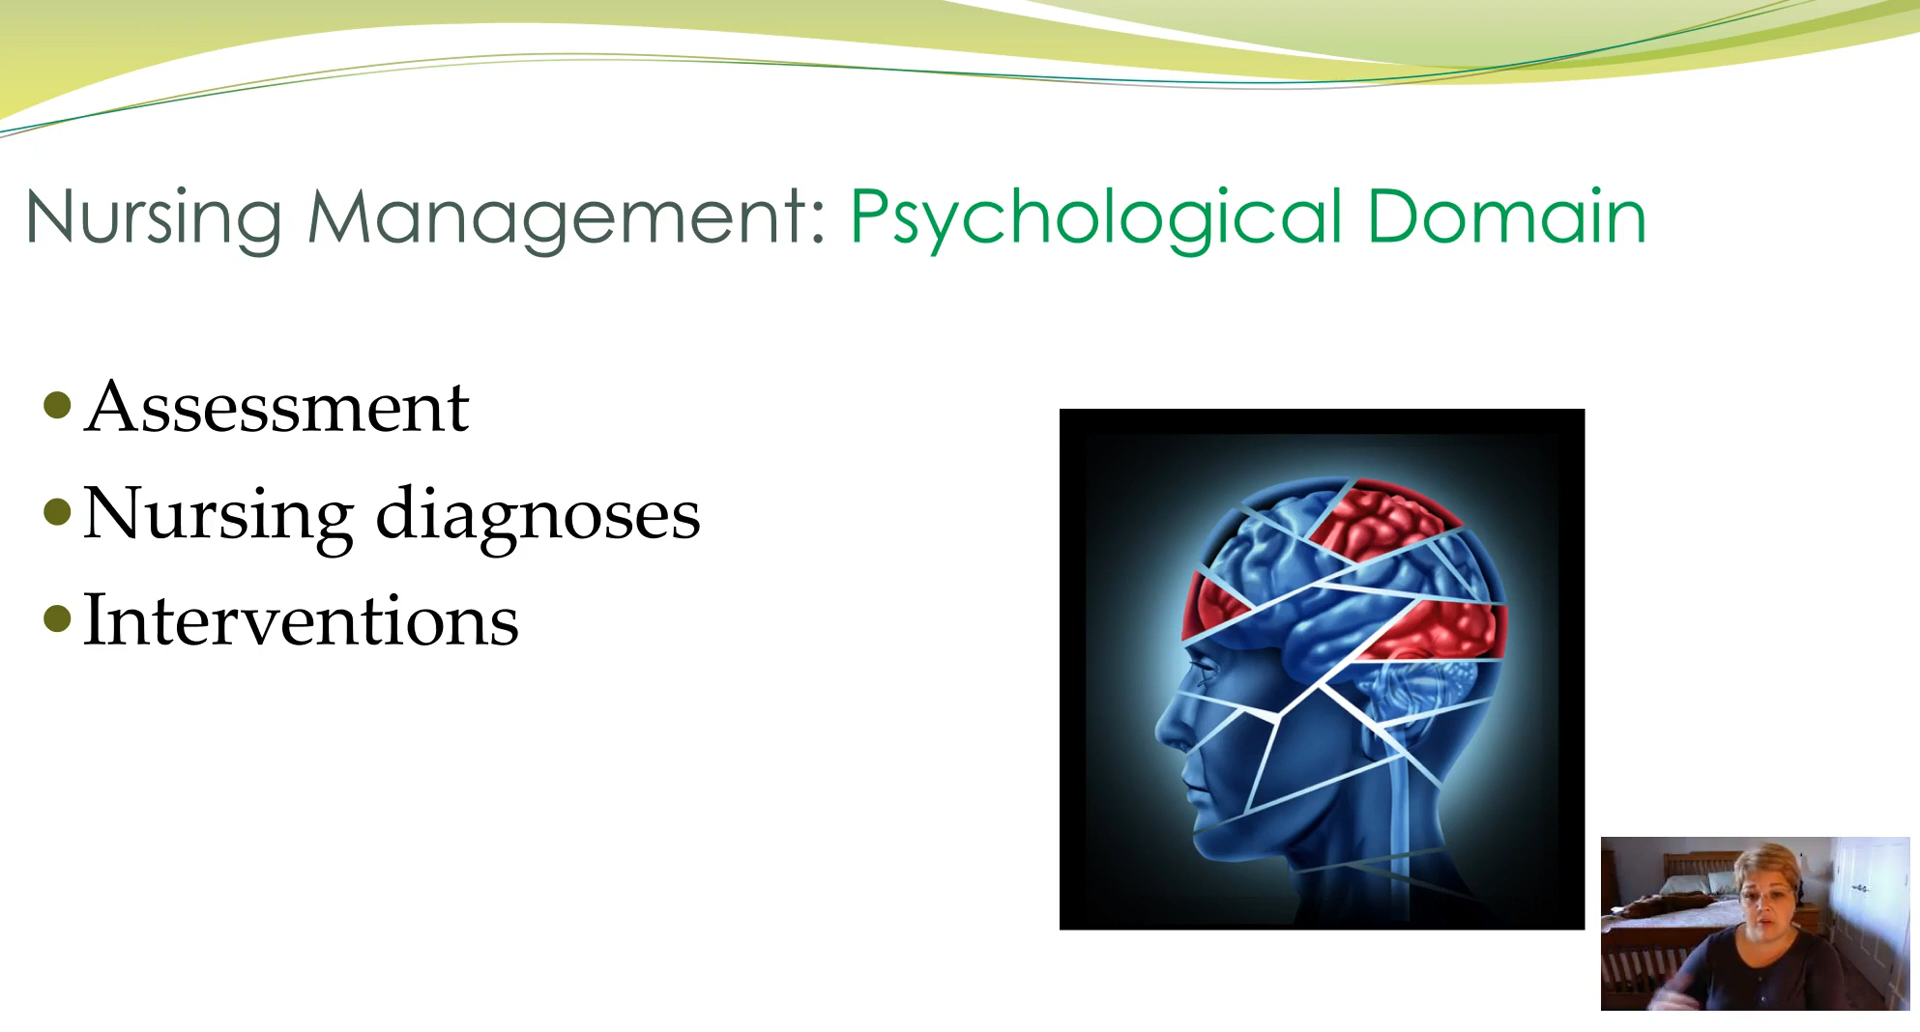 Nursing Management: Psychological Domain
•Assessment
•Nursing diagnoses
•Interventions